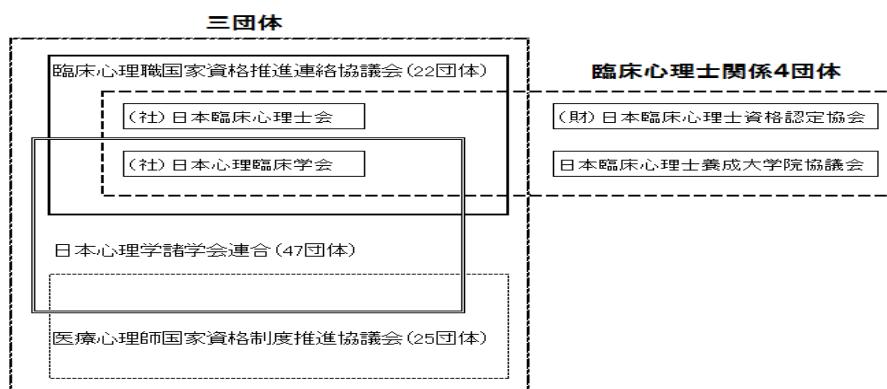 三団体
臨床心理職国家資格推進連絡協議会(22団体)
臨床心理士関係4団体
(社)日本臨床心理士会
(財)日本臨床心理士資格認定協会
(社)日本心理臨床学会
日本臨床心理士養成大学院協議会
日本心理学諸学会連合(47団体)
医療心理師国家資格制度推進協議会(25団体)